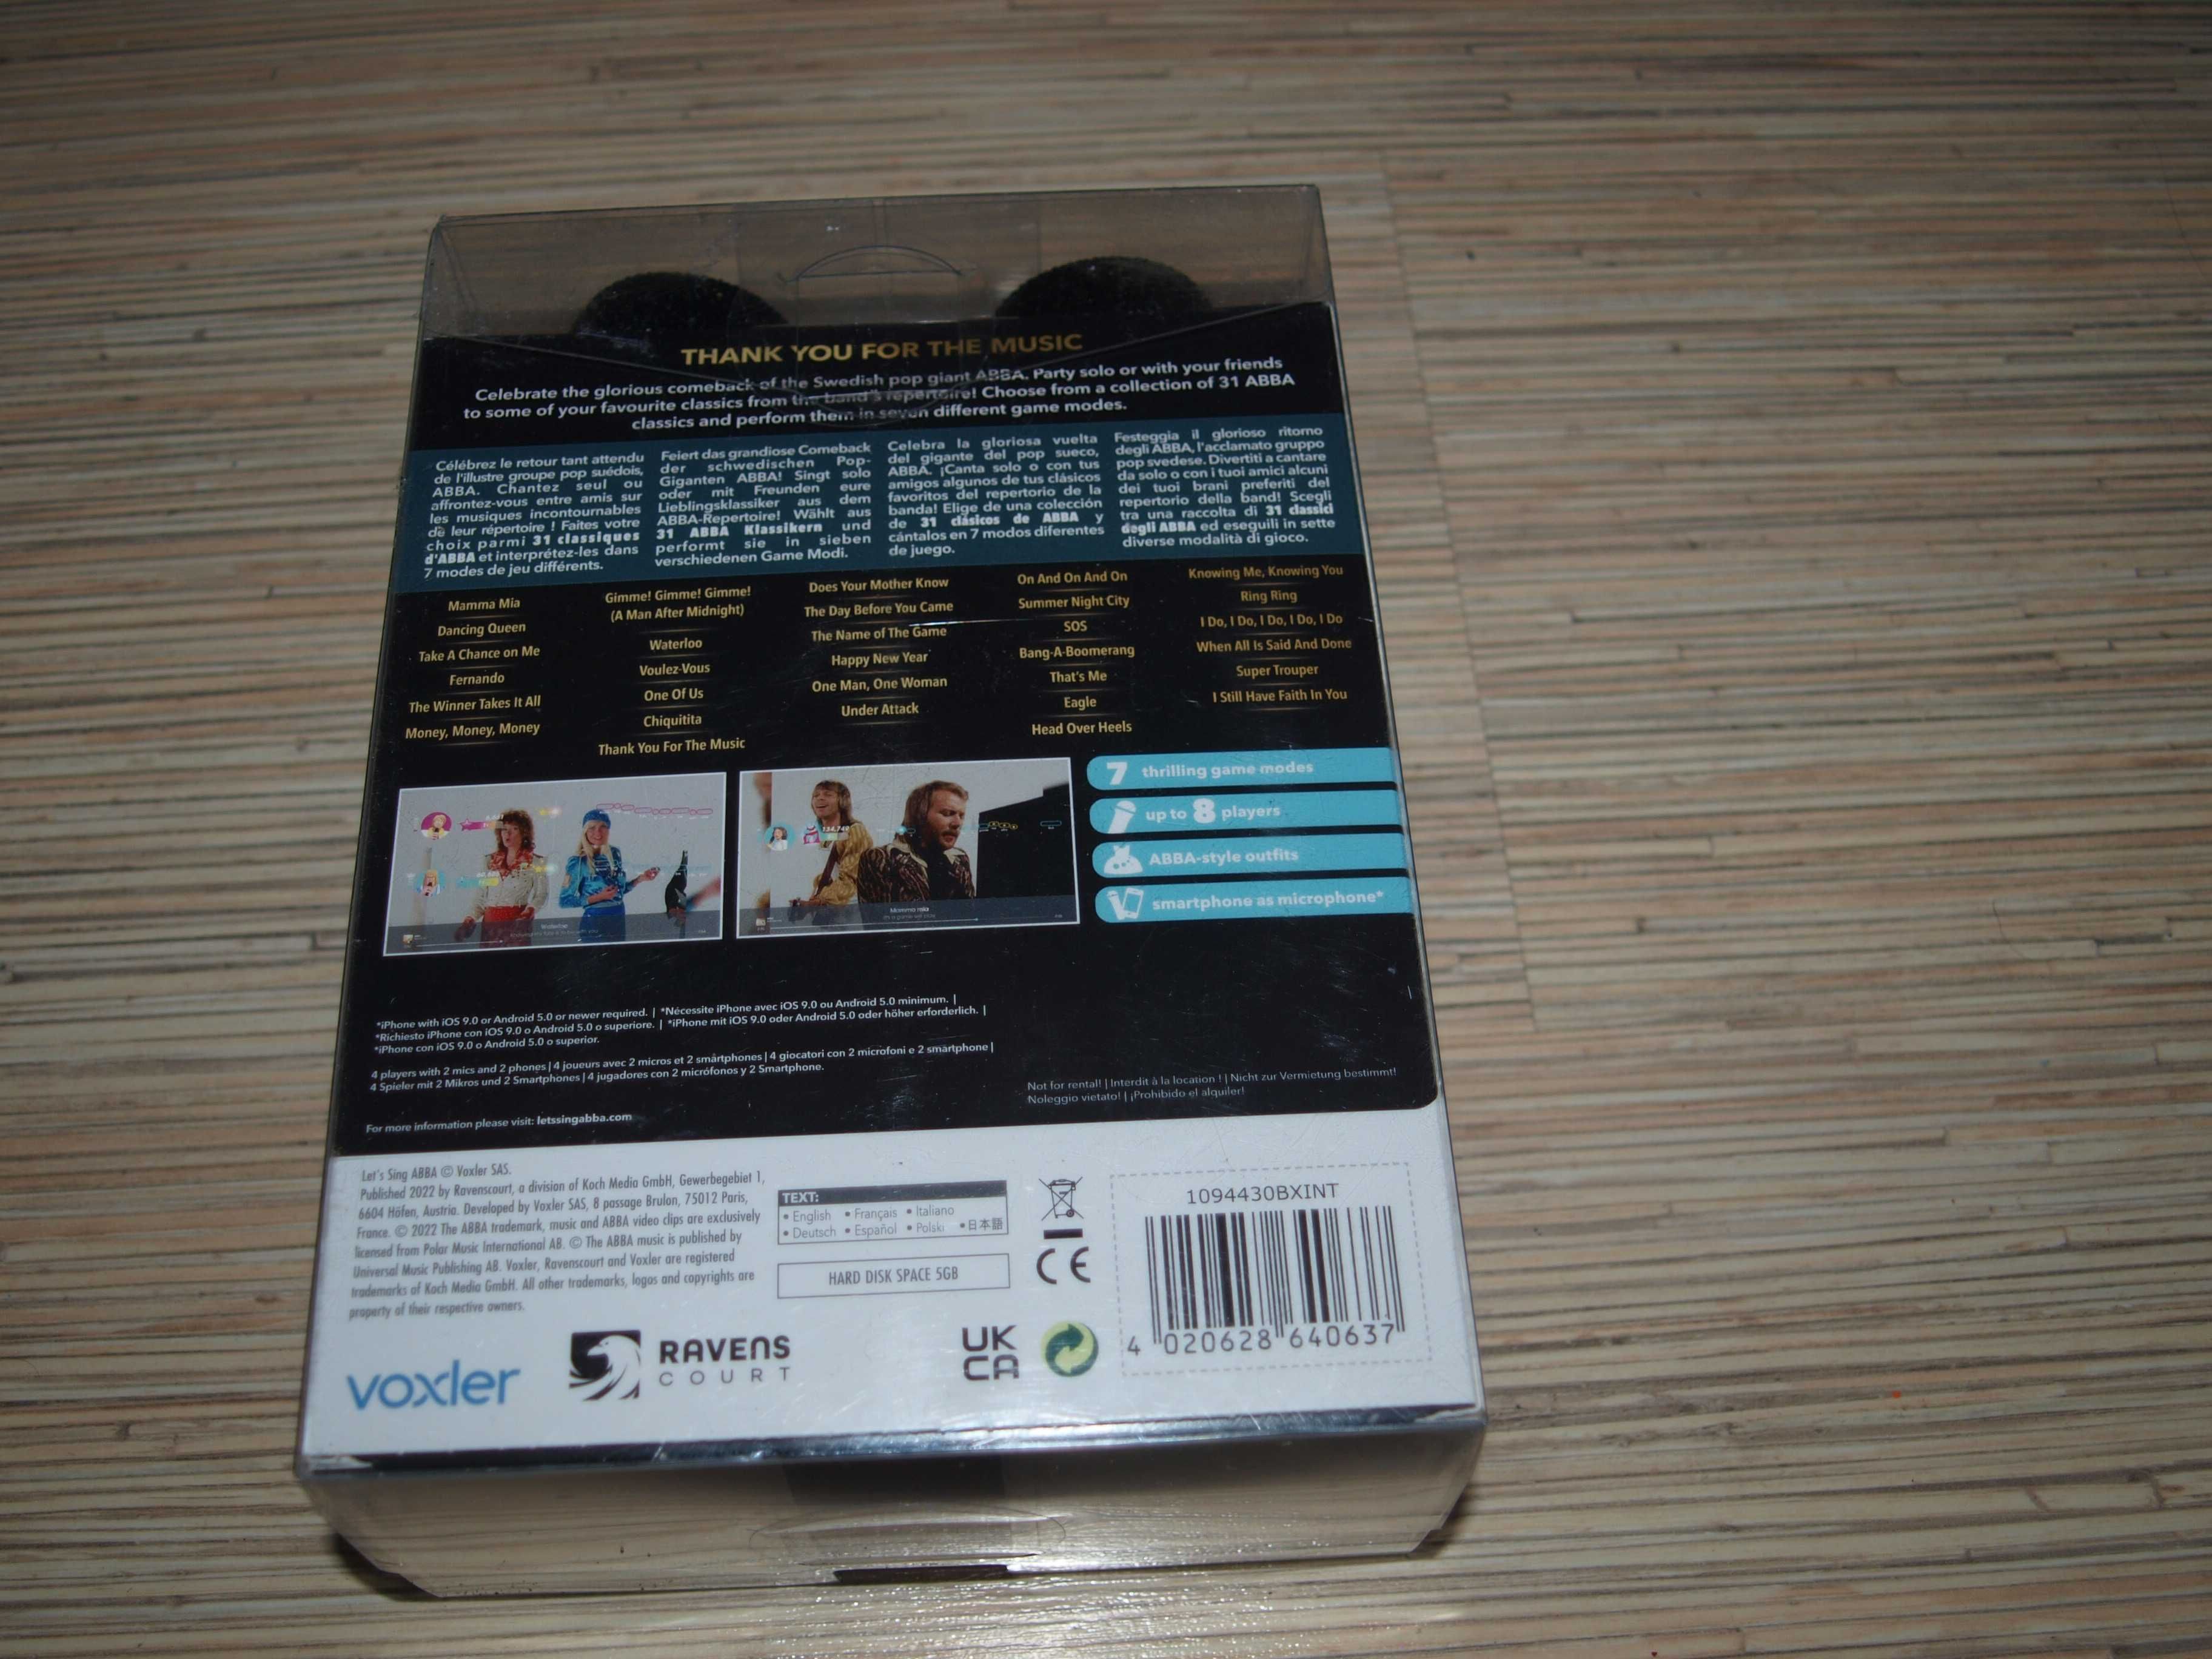 THANK YOU FOR THE MUSIC
Celebrate the glorious comeback of the Swedish pop giant ABBA. Party solo or with your friends
to some of your favourite classics from the band's repertoire! Choose from a collection of 31 ABBA
classics and perform them in seven different game modes.
Célébrez le retour tant attendu
de l'illustre groupe pop suédois,
ABBA. Chantez seul ou
affrontez-vous entre amis sur
les musiques incontournables
de leur répertoire ! Faites votre
choix parmi 31 classiques
d'ABBA et interprétez-les dans
7 modes de jeu différents.
Feiert das grandiose Comeback
der schwedischen Pop-
Giganten ABBA! Singt solo
oder mit Freunden eure
Lieblingsklassiker aus dem
ABBA-Repertoire! Wählt aus
31 ABBA Klassikern und
performt sie in sieben
verschiedenen Game Modi.
Celebra la gloriosa vuelta
del gigante del pop sueco,
ABBA. ¡Canta solo o con tus
amigos algunos de tus clásicos
favoritos del repertorio de la
banda! Elige de una colección
de 31 clásicos de ABBA y
cántalos en 7 modos diferentes
de juego.
Festeggia il glorioso ritorno
degli ABBA, l'acclamato gruppo
pop svedese. Divertiti a cantare
da solo o con i tuoi amici alcuni
dei tuoi brani preferiti del
repertorio della band! Scegli
tra una raccolta di 31 classici
degli ABBA ed eseguili in sette
diverse modalità di gioco.
Mamma Mia
Dancing Queen
Take A Chance on Me
Fernando
The Winner Takes It All
Money, Money, Money
Gimme! Gimme! Gimme!
(A Man After Midnight)
Waterloo
Voulez-Vous
One Of Us
Chiquitita
Thank You For The Music
Does Your Mother Know
The Day Before You Came
The Name of The Game
Happy New Year
One Man, One Woman
Under Attack
On And On And On
Summer Night City
SOS
Bang-A-Boomerang
That's Me
Eagle
Head Over Heels
Knowing Me, Knowing You
Ring Ring
I Do, I Do, I Do, I Do, I Do
When All Is Said And Done
Super Trouper
I Still Have Faith In You
7 thrilling game modes
up to 8 players
ABBA-style outfits
smartphone as microphone*
*iPhone with iOS 9.0 or Android 5.0 or newer required. | *Nécessite iPhone avec iOS 9.0 ou Android 5.0 minimum. |
*Richiesto iPhone con iOS 9.0 o Android 5.0 o superiore. | *iPhone mit iOS 9.0 oder Android 5.0 oder höher erforderlich. |
*iPhone con iOS 9.0 o Android 5.0 o superior.
4 players with 2 mics and 2 phones | 4 joueurs avec 2 micros et 2 smartphones | 4 giocatori con 2 microfoni e 2 smartphone |
4 Spieler mit 2 Mikros und 2 Smartphones | 4 jugadores con 2 micrófonos y 2 Smartphone.
Not for rental! | Interdit à la location ! | Nicht zur Vermietung bestimmt!
Noleggio vietato! | ¡Prohibido el alquiler!
For more information please visit: letssingabba.com
Let's Sing ABBA © Voxler SAS.
Published 2022 by Ravenscourt, a division of Koch Media GmbH, Gewerbegebiet 1,
6604 Höfen, Austria. Developed by Voxler SAS, 8 passage Brulon, 75012 Paris,
France. © 2022 The ABBA trademark, music and ABBA video clips are exclusively
licensed from Polar Music International AB. © The ABBA music is published by
Universal Music Publishing AB. Voxler, Ravenscourt and Voxler are registered
trademarks of Koch Media GmbH. All other trademarks, logos and copyrights are
property of their respective owners.
TEXT:
• English • Français • Italiano
• Deutsch • Español • Polski • 日本語
HARD DISK SPACE 5GB
CE
1094430BXINT
4 020628 640637
voxler
RAVENS
COURT
UK
CA